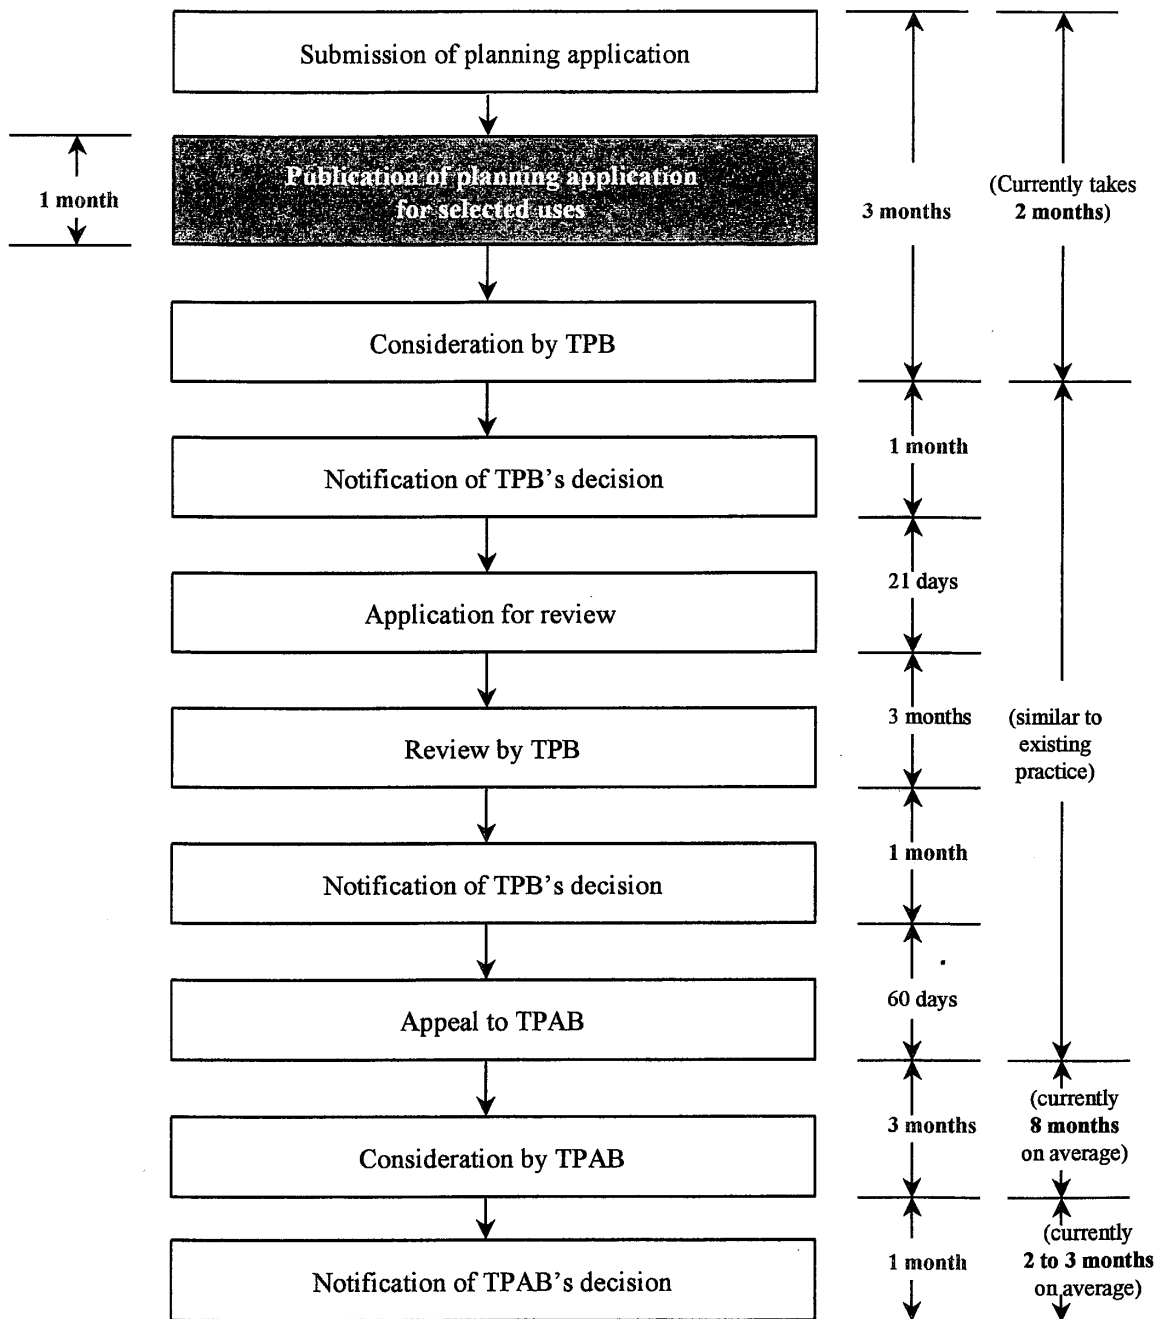 Submission of planning application
Publication of planning application
for selected uses
1 month
3 months
(Currently takes
2 months)
Consideration by TPB
1 month
Notification of TPB's decision
21 days
Application for review
3 months
(similar to
existing
practice)
Review by TPB
1 month
Notification of TPB's decision
60 days
Appeal to TPAB
3 months
(currently
8 months
on average)
Consideration by TPAB
1 month
(currently
2 to 3 months
on average)
Notification of TPAB's decision